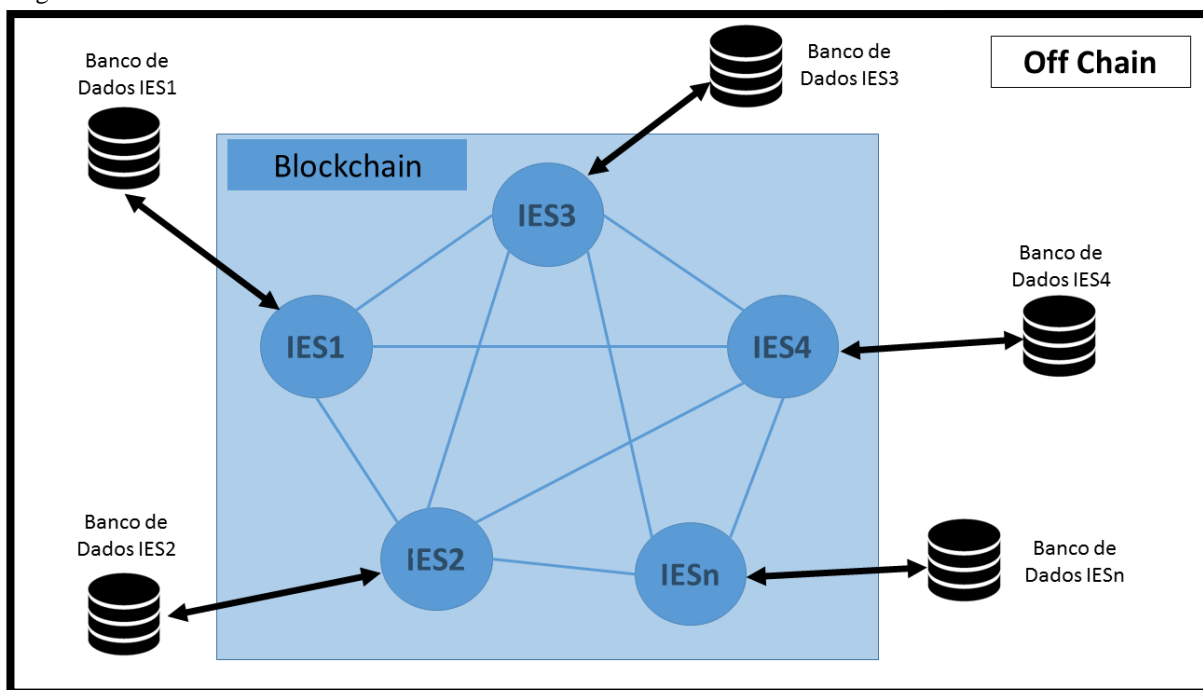 Banco de
Dados IES1
Banco de
Dados IES3
Off Chain
Blockchain
IES3
Banco de
Dados IES4
IES1
IES4
Banco de
Dados IES2
IES2
IESn
Banco de
Dados IESn